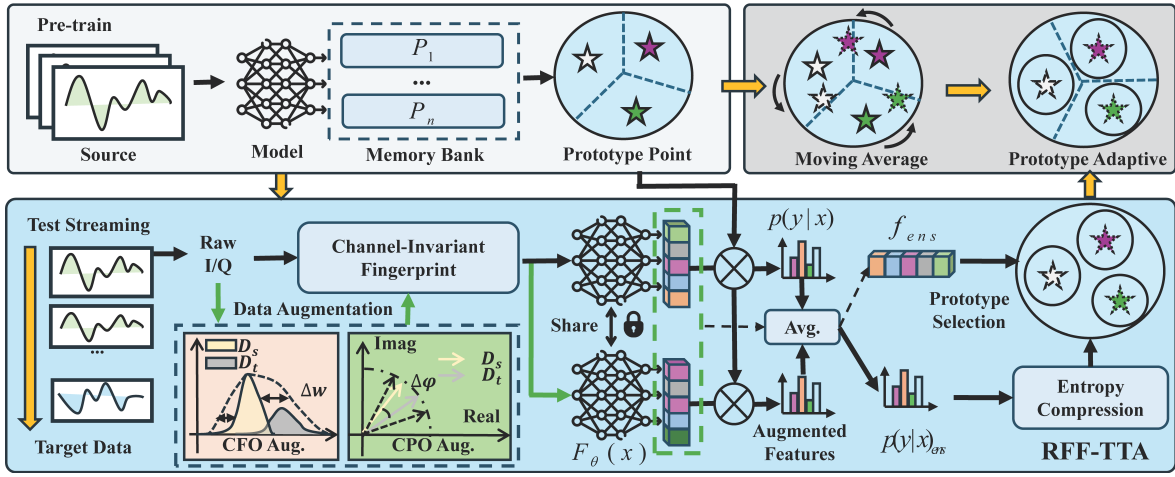 Pre-train
Source
Model
P1
...
Pn
Memory Bank
Prototype Point
Moving Average
Prototype Adaptive
Test Streaming
...
Target Data
Raw
I/Q
Channel-Invariant
Fingerprint
Data Augmentation
Ds
Dt
Δw
CFO Aug.
Imag
Ds
Dt
Δφ
Real
CPO Aug.
Share
Fθ(x)
p(y|x)
Avg.
Augmented
Features
fens
Prototype
Selection
p(y|x)ens
Entropy
Compression
RFF-TTA